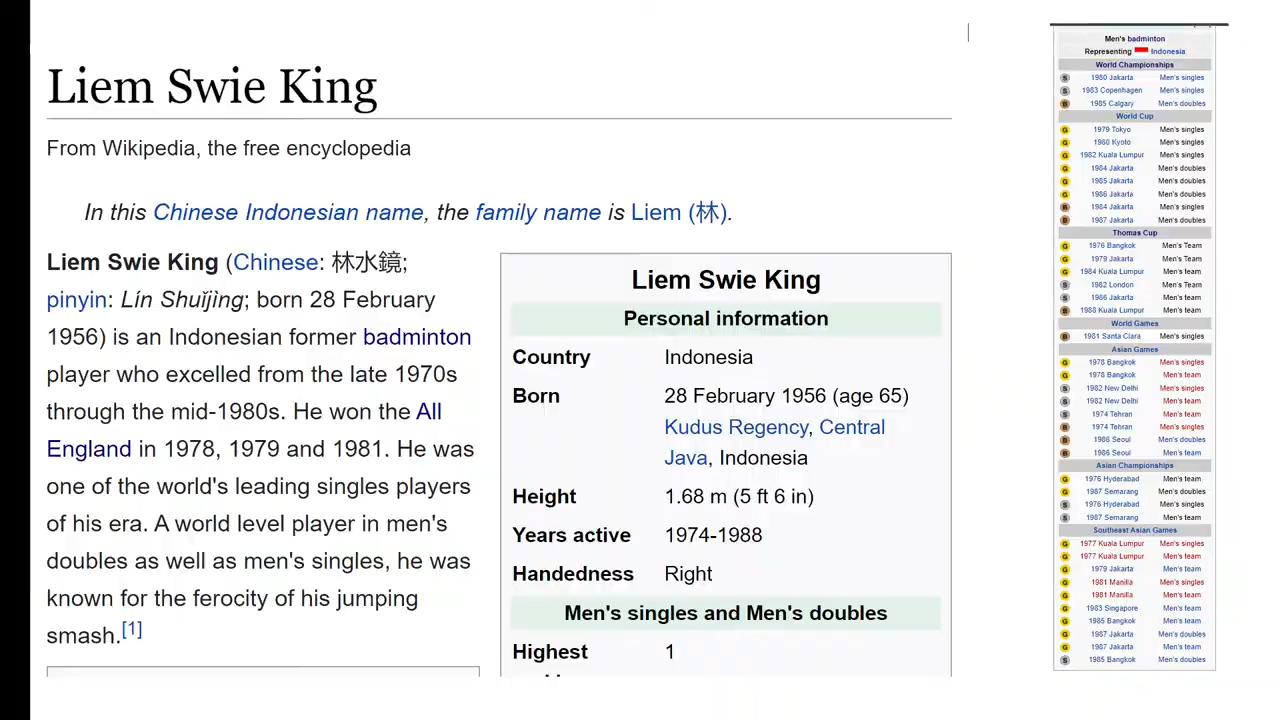 Liem Swie King
From Wikipedia, the free encyclopedia
In this Chinese Indonesian name, the family name is Liem (林).
Liem Swie King (Chinese: 林水鏡;
pinyin: Lín Shuǐjìng; born 28 February
1956) is an Indonesian former badminton
player who excelled from the late 1970s
through the mid-1980s. He won the All
England in 1978, 1979 and 1981. He was
one of the world's leading singles players
of his era. A world level player in men's
doubles as well as men's singles, he was
known for the ferocity of his jumping
smash.[1]
Liem Swie King
Personal information
Country Indonesia
Born 28 February 1956 (age 65)
Kudus Regency, Central
Java, Indonesia
Height 1.68 m (5 ft 6 in)
Years active 1974-1988
Handedness Right
Men's singles and Men's doubles
Highest 1
Men's badminton
Representing Indonesia
World Championships
S 1980 Jakarta Men's singles
S 1983 Copenhagen Men's singles
B 1985 Calgary Men's doubles
World Cup
G 1979 Tokyo Men's singles
G 1980 Kyoto Men's singles
G 1982 Kuala Lumpur Men's singles
G 1984 Jakarta Men's doubles
G 1985 Jakarta Men's doubles
G 1986 Jakarta Men's doubles
B 1984 Jakarta Men's singles
B 1987 Jakarta Men's doubles
Thomas Cup
G 1976 Bangkok Men's Team
G 1979 Jakarta Men's Team
G 1984 Kuala Lumpur Men's team
S 1982 London Men's Team
S 1986 Jakarta Men's team
B 1988 Kuala Lumpur Men's team
World Games
B 1981 Santa Clara Men's singles
Asian Games
G 1978 Bangkok Men's singles
G 1978 Bangkok Men's team
S 1982 New Delhi Men's singles
S 1982 New Delhi Men's team
S 1974 Tehran Men's team
B 1974 Tehran Men's singles
B 1986 Seoul Men's doubles
B 1986 Seoul Men's team
Asian Championships
G 1976 Hyderabad Men's team
G 1987 Semarang Men's doubles
S 1976 Hyderabad Men's singles
S 1987 Semarang Men's team
Southeast Asian Games
G 1977 Kuala Lumpur Men's singles
G 1977 Kuala Lumpur Men's team
G 1979 Jakarta Men's team
G 1981 Manilla Men's singles
G 1981 Manilla Men's team
G 1983 Singapore Men's team
G 1985 Bangkok Men's team
G 1987 Jakarta Men's doubles
G 1987 Jakarta Men's team
S 1985 Bangkok Men's doubles